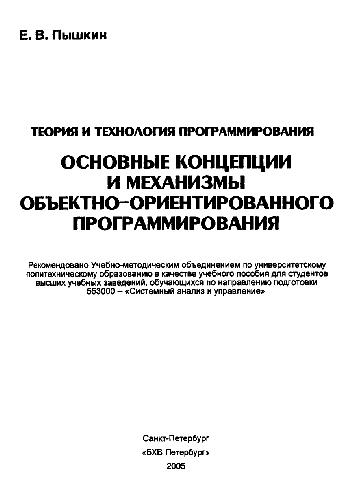 Е. В. Пышкин
ТЕОРИЯ И ТЕХНОЛОГИЯ ПРОГРАММИРОВАНИЯ
ОСНОВНЫЕ КОНЦЕПЦИИ
И МЕХАНИЗМЫ
ОБЪЕКТНО-ОРИЕНТИРОВАННОГО
ПРОГРАММИРОВАНИЯ
Рекомендовано Учебно-методическим объединением по университетскому
политехническому образованию в качестве учебного пособия для студентов
высших учебных заведений, обучающихся по направлению подготовки
553000 – «Системный анализ и управление»
Санкт-Петербург
«БХВ Петербург»
2005